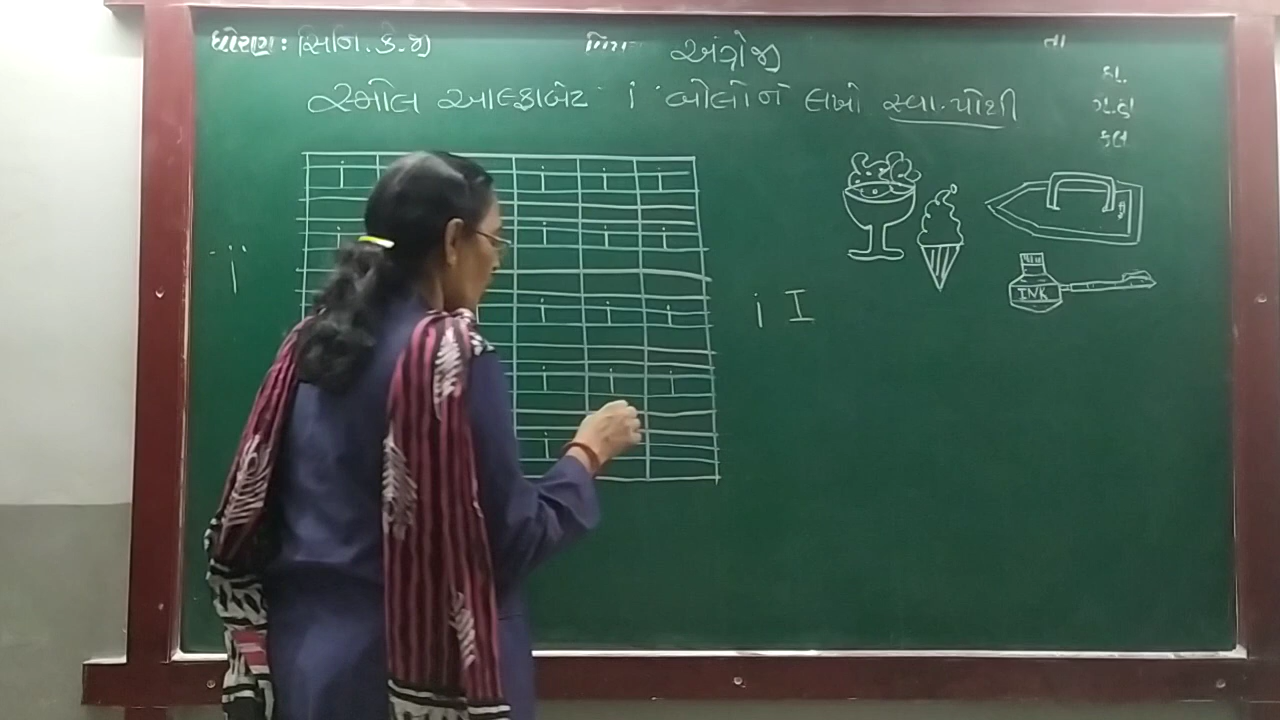 ધોરણ : સિનિ. કે. જી
વિષય અંગ્રેજી
તા
સ્મોલ આલ્ફાબેટ i બોલીને લખો સ્વા. પોથી
i i i i
i i i i
i
i i i
i I
INK
i i i
i